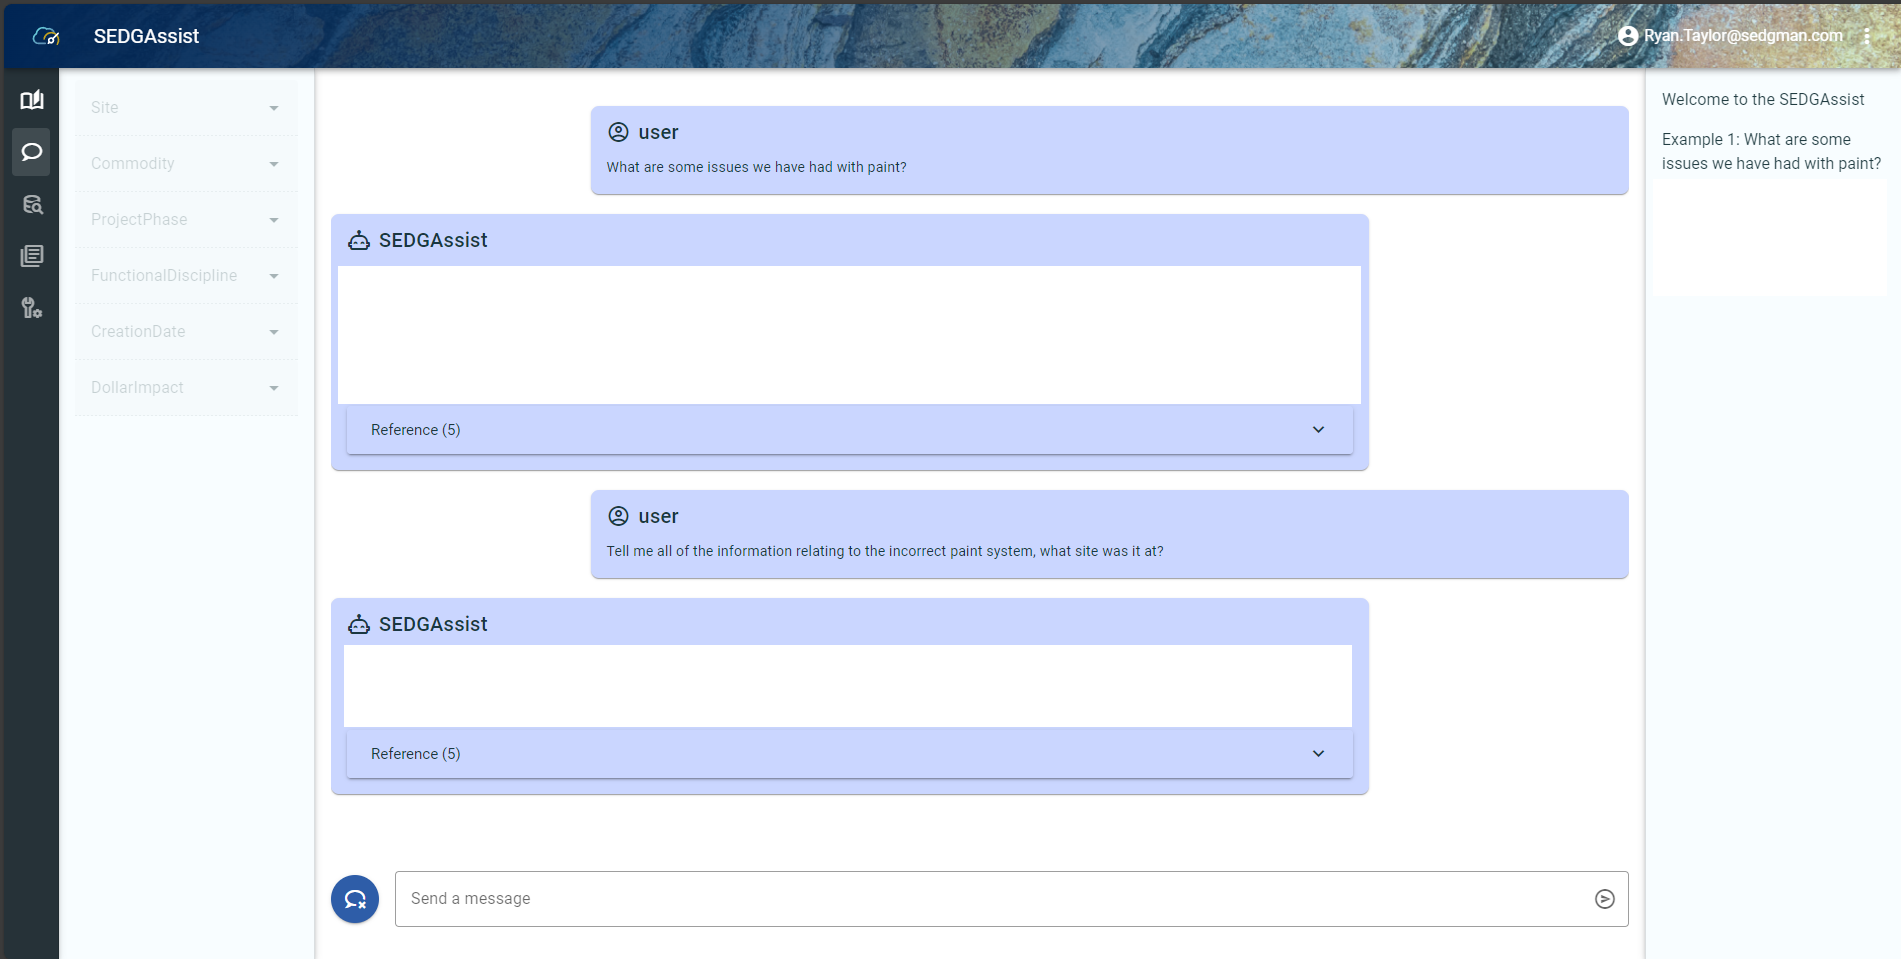 SEDGAssist
Ryan.Taylor@sedgman.com
Site
Commodity
ProjectPhase
FunctionalDiscipline
CreationDate
DollarImpact
user
What are some issues we have had with paint?
SEDGAssist
Reference (5)
user
Tell me all of the information relating to the incorrect paint system, what site was it at?
SEDGAssist
Reference (5)
Send a message
Welcome to the SEDGAssist
Example 1: What are some
issues we have had with paint?